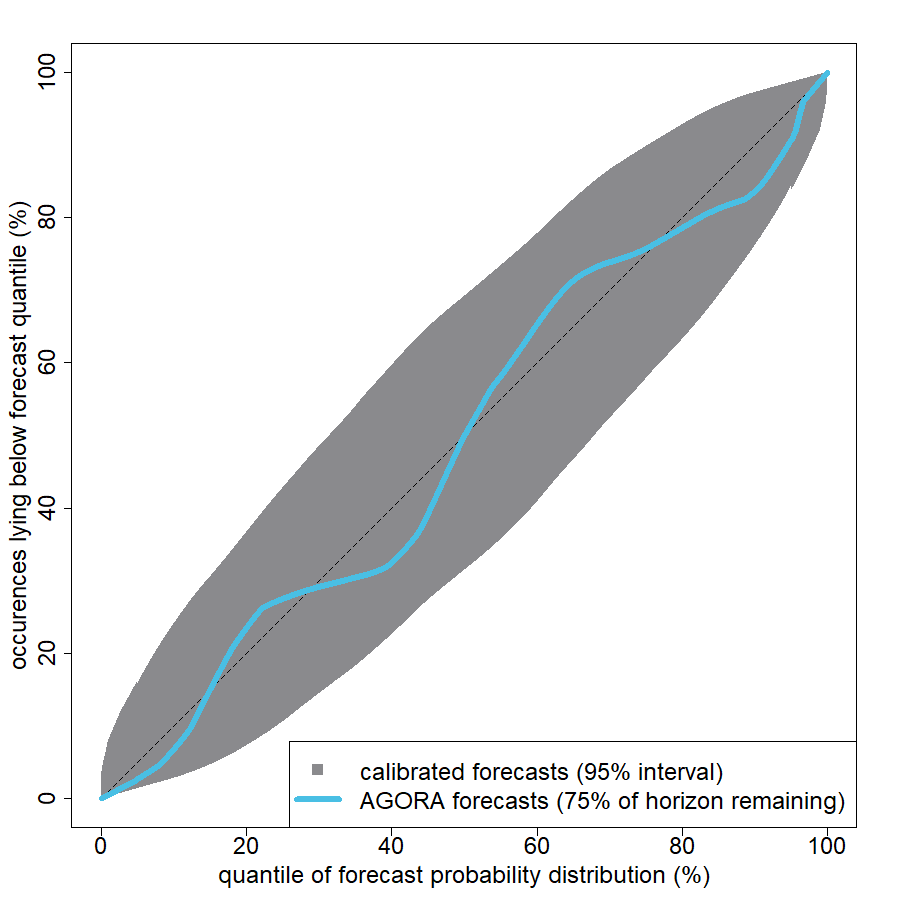 occurences lying below forecast quantile (%)
100
80
60
40
20
0
calibrated forecasts (95% interval)
AGORA forecasts (75% of horizon remaining)
0 20 40 60 80 100
quantile of forecast probability distribution (%)